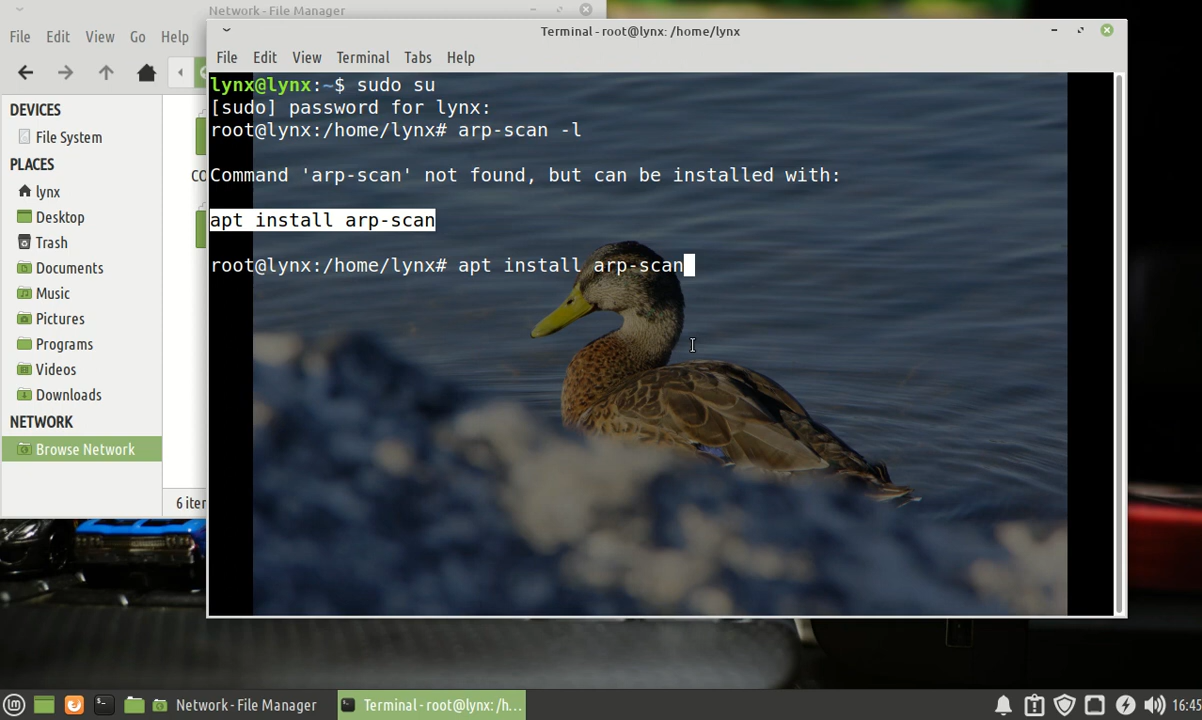 Network - File Manager
File Edit View Go Help
DEVICES
File System
PLACES
lynx
Desktop
Trash
Documents
Music
Pictures
Programs
Videos
Downloads
NETWORK
Browse Network
CO
6 iter
Terminal - root@lynx: /home/lynx
File Edit View Terminal Tabs Help
lynx@lynx:~$ sudo su
[sudo] password for lynx:
root@lynx:/home/lynx# arp-scan -l
Command 'arp-scan' not found, but can be installed with:
apt install arp-scan
root@lynx:/home/lynx# apt install arp-scan
Network - File Manager
Terminal - root@lynx: /h...
16:45